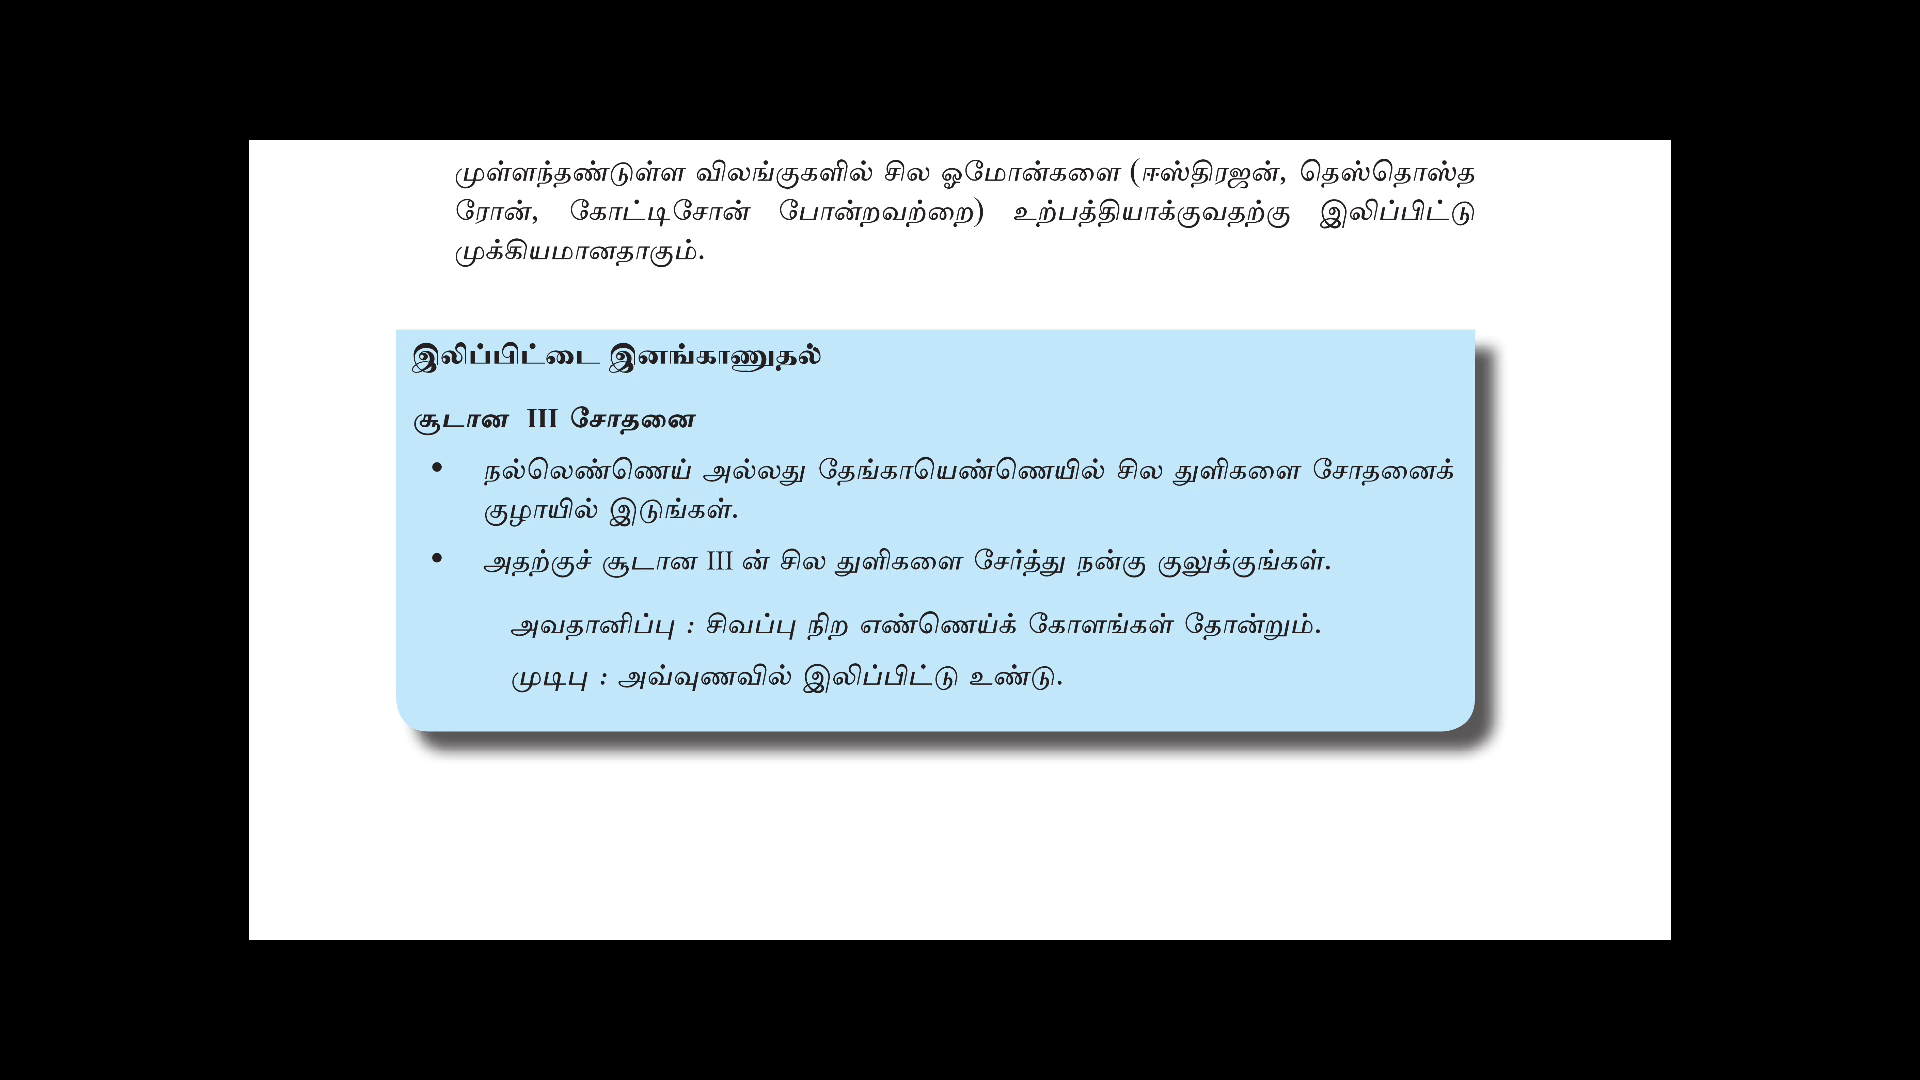 முள்ளந்தண்டுள்ள விலங்குகளில் சில ஓமோன்களை (ஈஸ்திரஜன், தெஸ்தொஸ்த
ரோன், கோட்டிசோன் போன்றவற்றை) உற்பத்தியாக்குவதற்கு இலிப்பிட்டு
முக்கியமானதாகும்.
இலிப்பிட்டை இனங்காணுதல்
சூடான III சோதனை
• நல்லெண்ணெய் அல்லது தேங்காயெண்ணெயில் சில துளிகளை சோதனைக்
குழாயில் இடுங்கள்.
• அதற்குச் சூடான III ன் சில துளிகளை சேர்த்து நன்கு குலுக்குங்கள்.
அவதானிப்பு : சிவப்பு நிற எண்ணெய்க் கோளங்கள் தோன்றும்.
முடிபு : அவ்வுணவில் இலிப்பிட்டு உண்டு.